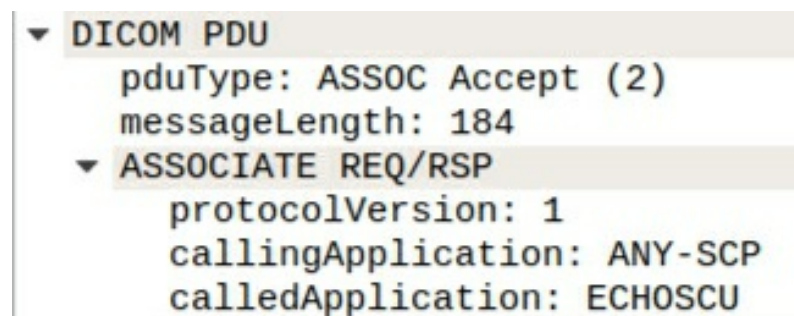 DICOM PDU
pduType: ASSOC Accept (2)
messageLength: 184
ASSOCIATE REQ/RSP
protocolVersion: 1
callingApplication: ANY-SCP
calledApplication: ECHOSCU